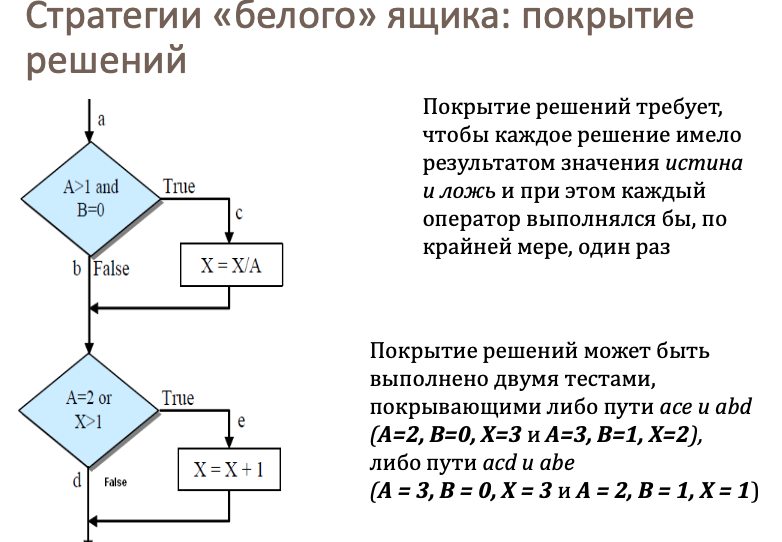 Стратегии «белого» ящика: покрытие
решений
a
A>1 and
B=0
True
c
X = X/A
b
False
Покрытие решений требует,
чтобы каждое решение имело
результатом значения истина
и ложь и при этом каждый
оператор выполнялся бы, по
крайней мере, один раз
A=2 or
X>1
True
e
X = X + 1
d
False
Покрытие решений может быть
выполнено двумя тестами,
покрывающими либо пути ace и abd
(A=2, B=0, X=3 и A=3, B=1, X=2),
либо пути acd и abe
(A = 3, B = 0, X = 3 и A = 2, B = 1, X = 1)